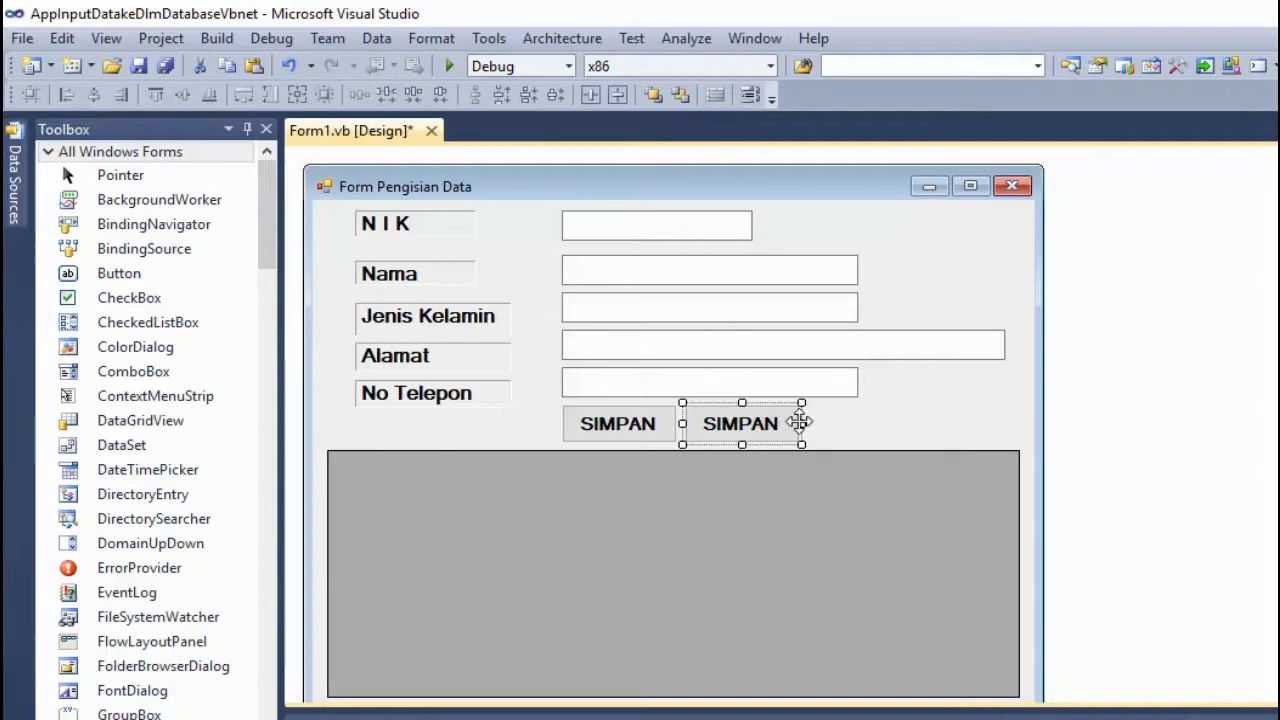 AppInputDatakeDlmDatabaseVbnet - Microsoft Visual Studio
File Edit View Project Build Debug Team Data Format Tools Architecture Test Analyze Window Help
Debug x86
Toolbox
Form1.vb [Design]*
Data Sources
All Windows Forms
Pointer
BackgroundWorker
BindingNavigator
BindingSource
Button
CheckBox
CheckedListBox
ColorDialog
ComboBox
ContextMenuStrip
DataGridView
DataSet
DateTimePicker
DirectoryEntry
DirectorySearcher
DomainUpDown
ErrorProvider
EventLog
FileSystemWatcher
FlowLayoutPanel
FolderBrowserDialog
FontDialog
GroupBox
Form Pengisian Data
N I K
Nama
Jenis Kelamin
Alamat
No Telepon
SIMPAN SIMPAN